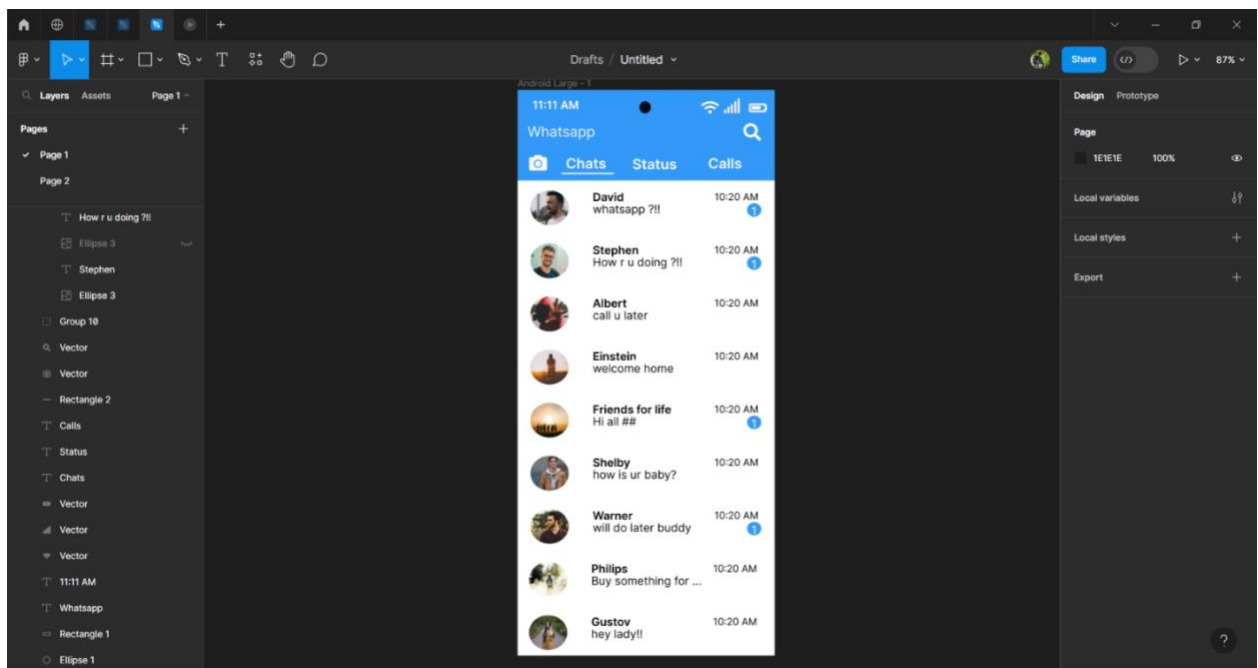 Drafts / Untitled
Share
87%
Layers Assets Page 1
Pages
Page 1
Page 2
How r u doing ?!!
Ellipse 3
Stephen
Ellipse 3
Group 10
Vector
Vector
Rectangle 2
Calls
Status
Chats
Vector
Vector
Vector
11:11 AM
Whatsapp
Rectangle 1
Ellipse 1
Android Large - 1
11:11 AM
Whatsapp
Chats Status Calls
David 10:20 AM
whatsapp ?!! 1
Stephen 10:20 AM
How r u doing ?!! 1
Albert 10:20 AM
call u later
Einstein 10:20 AM
welcome home
Friends for life 10:20 AM
Hi all ## 1
Shelby 10:20 AM
how is ur baby?
Warner 10:20 AM
will do later buddy 1
Philips 10:20 AM
Buy something for ...
Gustov 10:20 AM
hey lady!!
Design Prototype
Page
1E1E1E 100%
Local variables
Local styles
Export
?